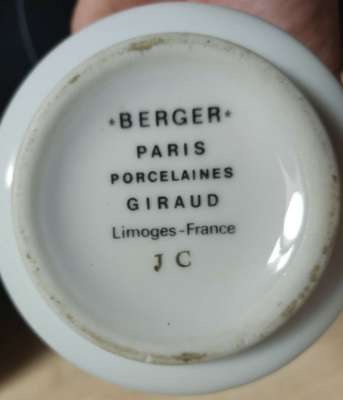 *BERGER*
PARIS
PORCELAINES
GIRAUD
Limoges-France
J C